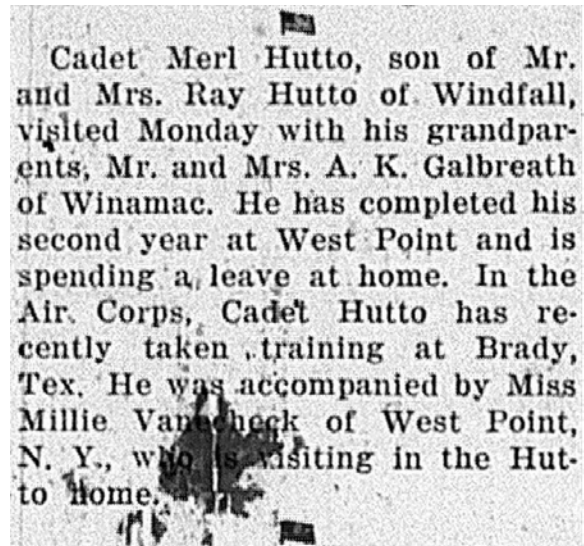 Cadet Merl Hutto, son of Mr.
and Mrs. Ray Hutto of Windfall,
visited Monday with his grandpar-
ents, Mr. and Mrs. A. K. Galbreath
of Winamac. He has completed his
second year at West Point and is
spending a leave at home. In the
Air Corps, Cadet Hutto has re-
cently taken training at Brady,
Tex. He was accompanied by Miss
Millie Vanecheck of West Point,
N. Y., who is visiting in the Hut-
to home.